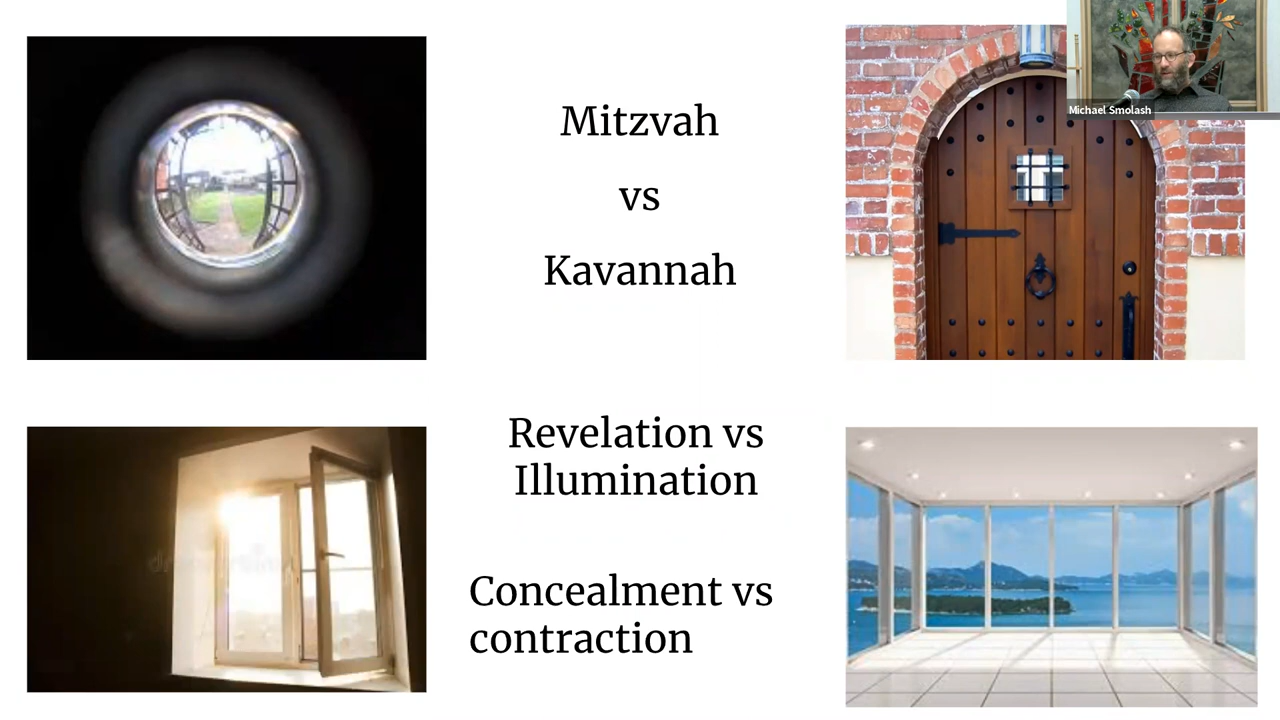 Mitzvah
vs
Kavannah
Revelation vs
Illumination
Concealment vs
contraction
Michael Smolash